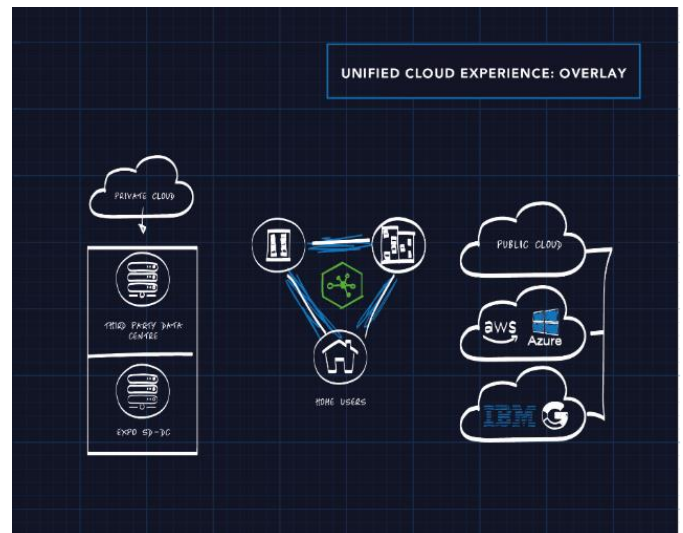 UNIFIED CLOUD EXPERIENCE: OVERLAY
PRIVATE CLOUD
THIRD PARTY DATA
CENTRE
EXPO SD-DC
HOME USERS
PUBLIC CLOUD
aws
Azure
IBM G